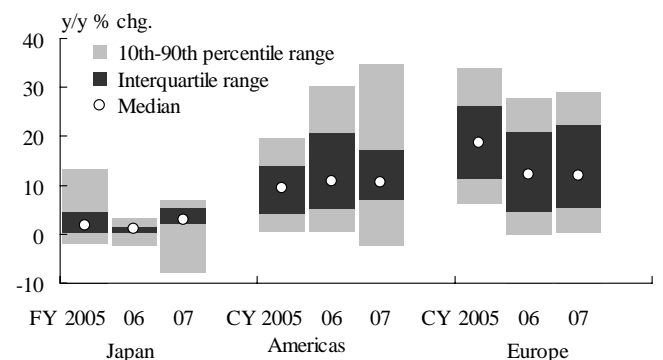 y/y % chg.
40
30
20
10
0
-10
10th-90th percentile range
Interquartile range
Median
FY 2005 06 07 CY 2005 06 07 CY 2005 06 07
Japan Americas Europe